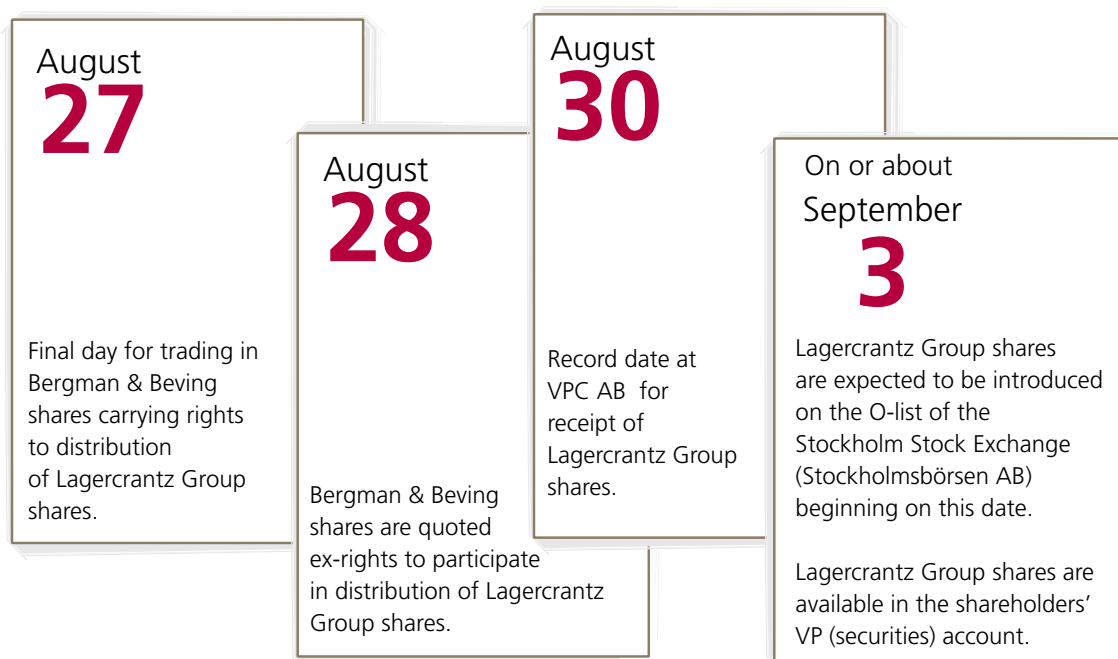 August
27
Final day for trading in
Bergman & Beving
shares carrying rights
to distribution
of Lagercrantz Group
shares.
August
28
Bergman & Beving
shares are quoted
ex-rights to participate
in distribution of Lagercrantz
Group shares.
August
30
Record date at
VPC AB for
receipt of
Lagercrantz Group
shares.
On or about
September
3
Lagercrantz Group shares
are expected to be introduced
on the O-list of the
Stockholm Stock Exchange
(Stockholmsbörsen AB)
beginning on this date.
Lagercrantz Group shares are
available in the shareholders’
VP (securities) account.